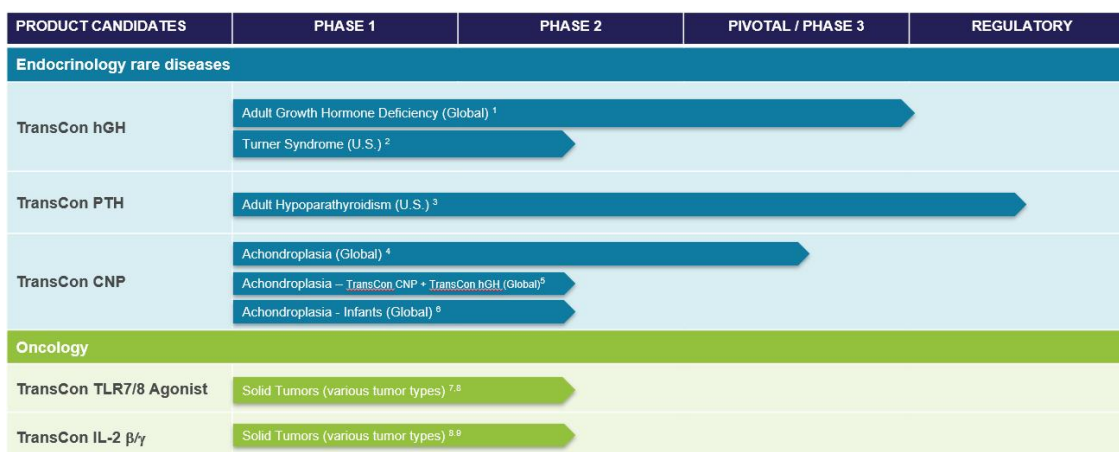 PRODUCT CANDIDATES PHASE 1 PHASE 2 PIVOTAL / PHASE 3 REGULATORY
Endocrinology rare diseases
TransCon hGH
Adult Growth Hormone Deficiency (Global) 1
Turner Syndrome (U.S.) 2
TransCon PTH
Adult Hypoparathyroidism (U.S.) 3
TransCon CNP
Achondroplasia (Global) 4
Achondroplasia – TransCon CNP + TransCon hGH (Global)5
Achondroplasia - Infants (Global) 6
Oncology
TransCon TLR7/8 Agonist
Solid Tumors (various tumor types) 7,8
TransCon IL-2 β/γ
Solid Tumors (various tumor types) 8,9